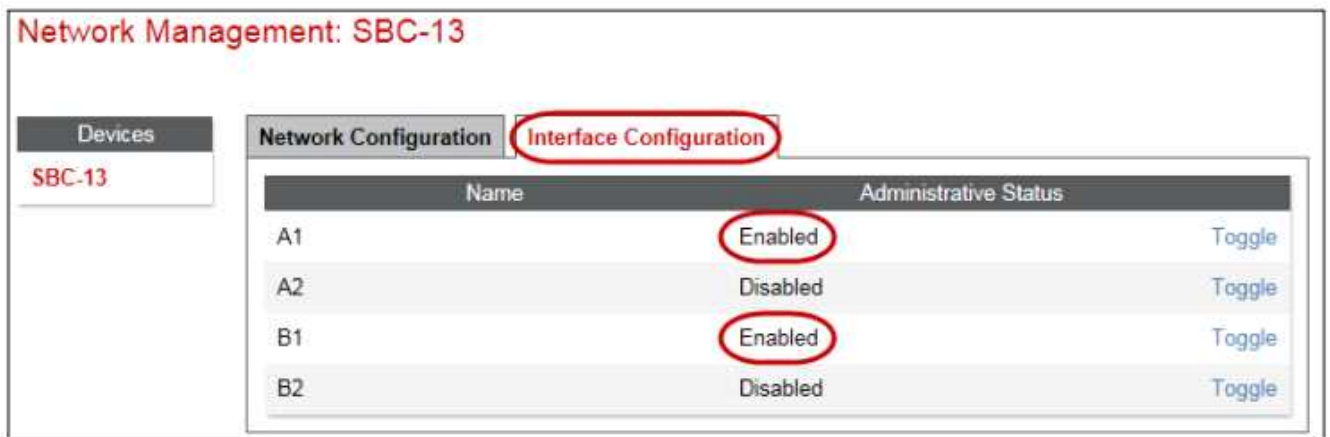 Network Management: SBC-13
Devices
SBC-13
Network Configuration Interface Configuration
Name Administrative Status
A1 Enabled Toggle
A2 Disabled Toggle
B1 Enabled Toggle
B2 Disabled Toggle